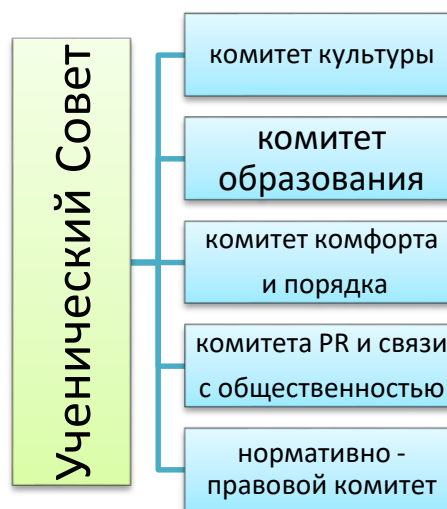 Ученический Совет
комитет культуры
комитет
образования
комитет комфорта
и порядка
комитета PR и связи
с общественностью
нормативно -
правовой комитет